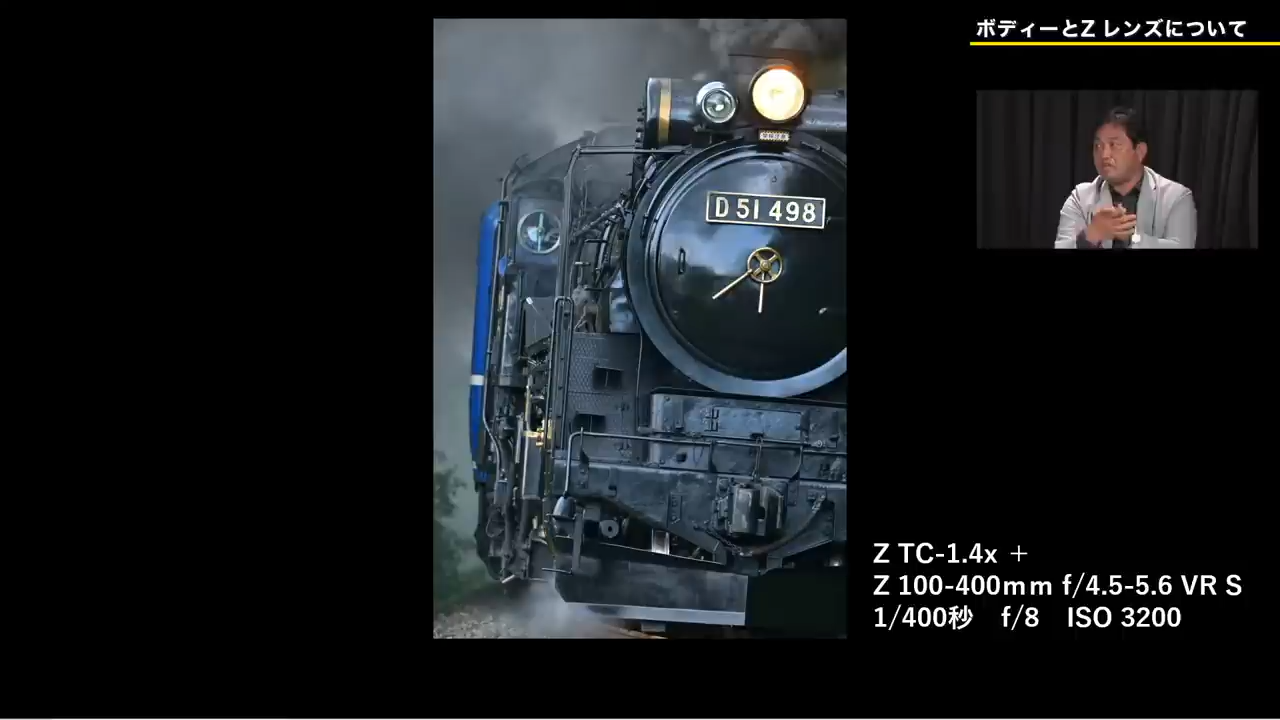 ボディーとZ レンズについて
D 51 498
Z TC-1.4x ＋
Z 100-400mm f/4.5-5.6 VR S
1/400秒　f/8　ISO 3200